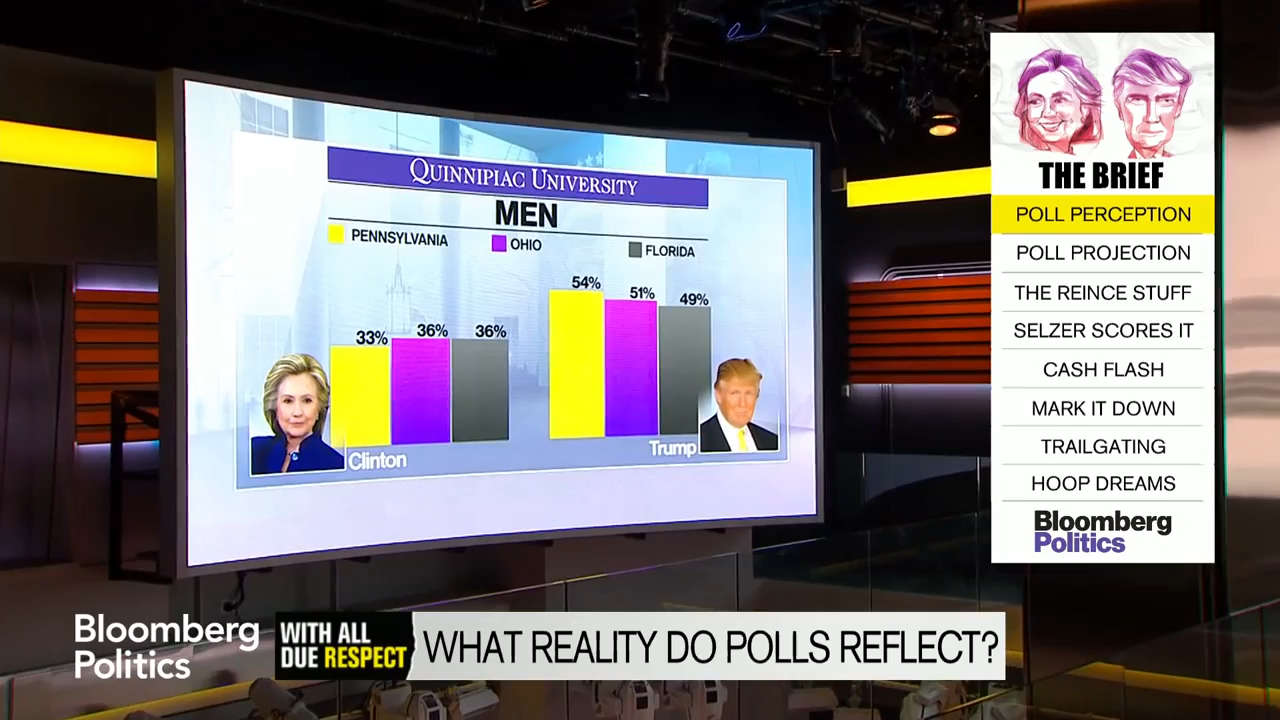 QUINNIPIAC UNIVERSITY
MEN
PENNSYLVANIA
OHIO
FLORIDA
33%
36%
36%
54%
51%
49%
Clinton
Trump
THE BRIEF
POLL PERCEPTION
POLL PROJECTION
THE REINCE STUFF
SELZER SCORES IT
CASH FLASH
MARK IT DOWN
TRAILGATING
HOOP DREAMS
Bloomberg
Politics
Bloomberg
Politics
WITH ALL
DUE RESPECT
WHAT REALITY DO POLLS REFLECT?